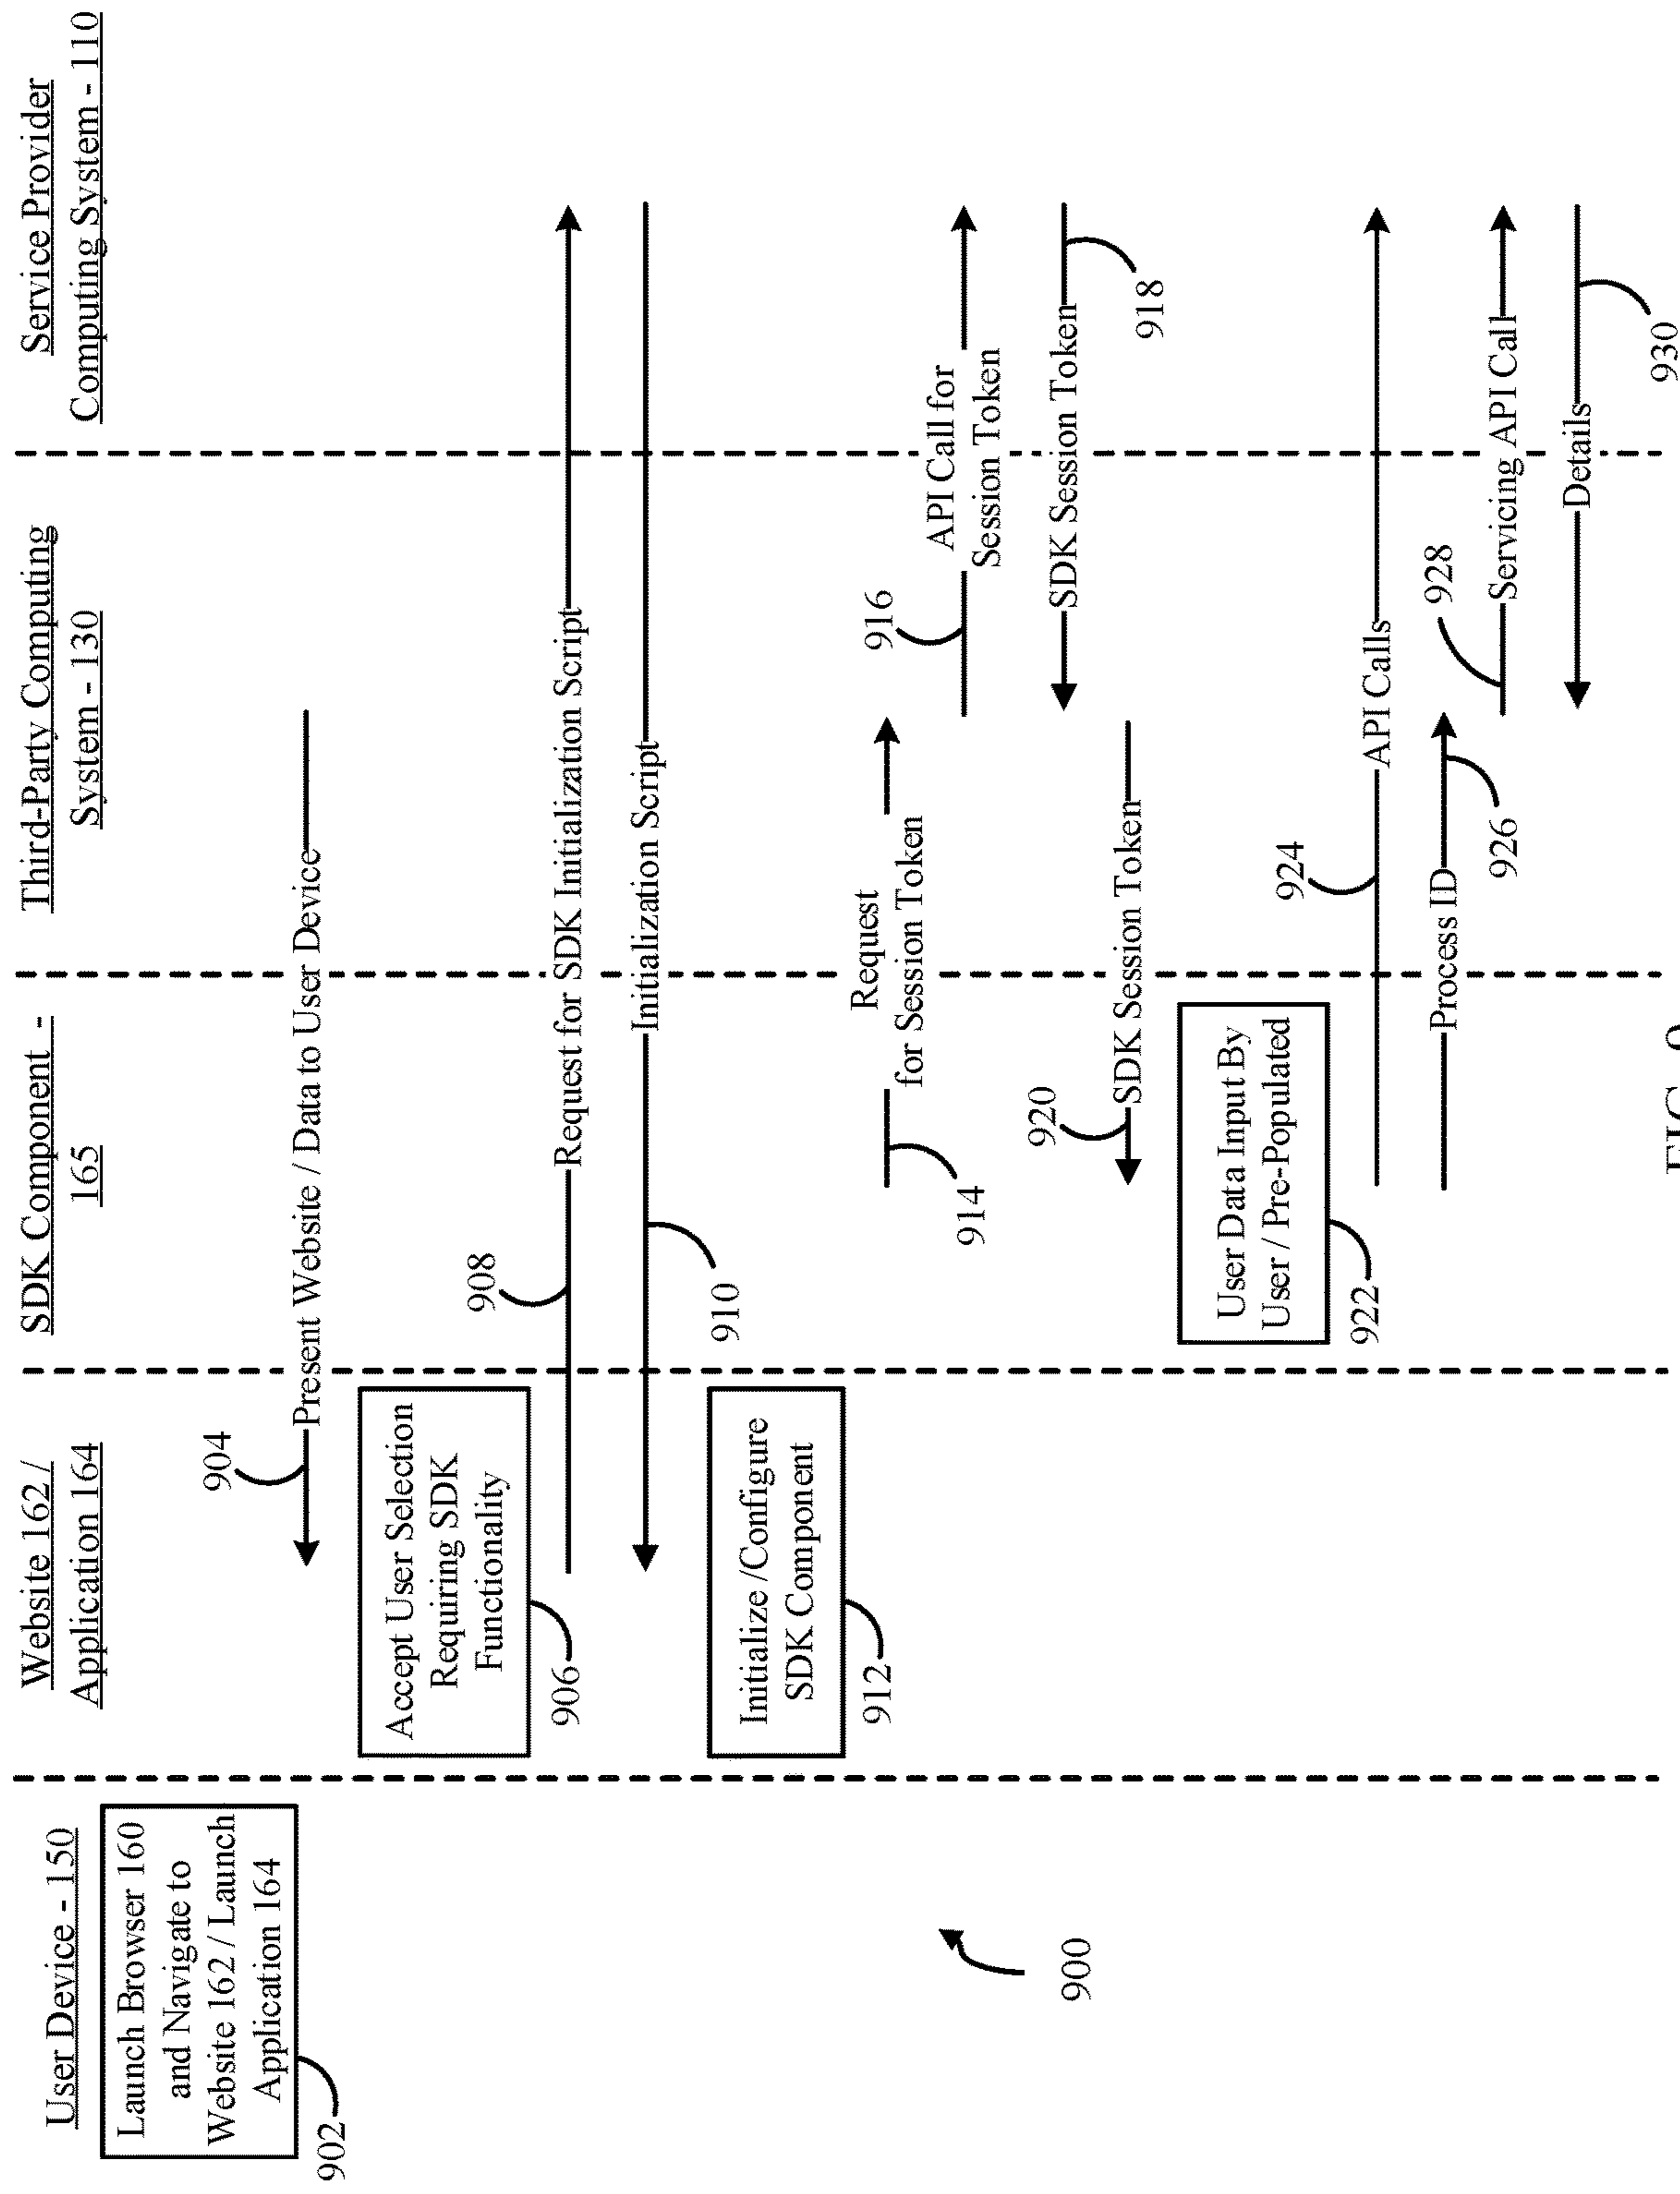 User Device - 150
Website 162 /
Application 164
SDK Component -
165
Third-Party Computing
System - 130
Service Provider
Computing System - 110
Launch Browser 160
and Navigate to
Website 162 / Launch
Application 164
902
904
Present Website / Data to User Device
Accept User Selection
Requiring SDK
Functionality
906
908
Request for SDK Initialization Script
Initialization Script
910
Initialize /Configure
SDK Component
912
Request
for Session Token
914
916
API Call for
Session Token
SDK Session Token
918
920
SDK Session Token
User Data Input By
User / Pre-Populated
922
924
API Calls
Process ID
926
928
Servicing API Call
Details
930
900
FIG. 9